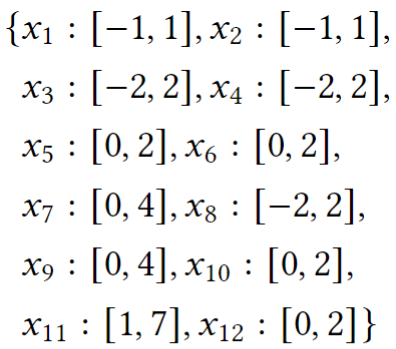 {x₁ : [−1, 1], x₂ : [−1, 1],
x₃ : [−2, 2], x₄ : [−2, 2],
x₅ : [0, 2], x₆ : [0, 2],
x₇ : [0, 4], x₈ : [−2, 2],
x₉ : [0, 4], x₁₀ : [0, 2],
x₁₁ : [1, 7], x₁₂ : [0, 2]}